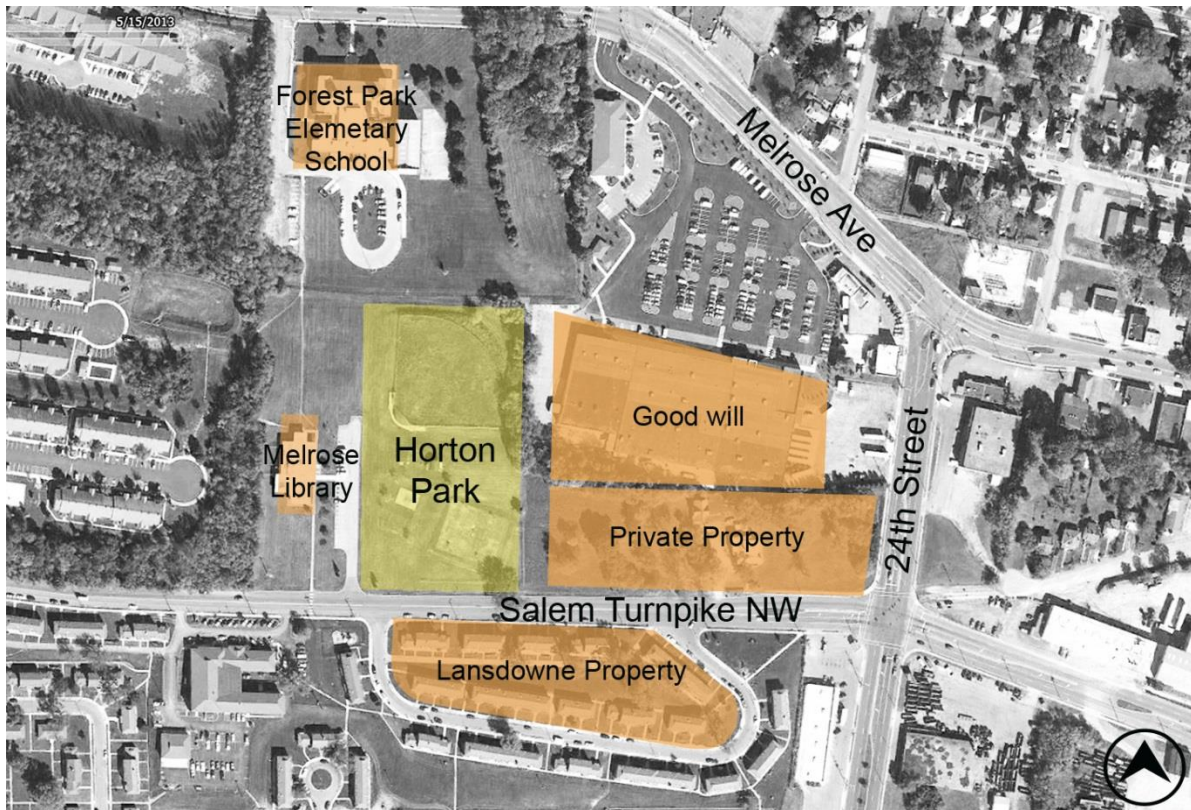 5/15/2013
Forest Park
Elemetary
School
Melrose Ave
Good will
24th Street
Horton
Park
Melrose
Library
Private Property
Salem Turnpike NW
Lansdowne Property